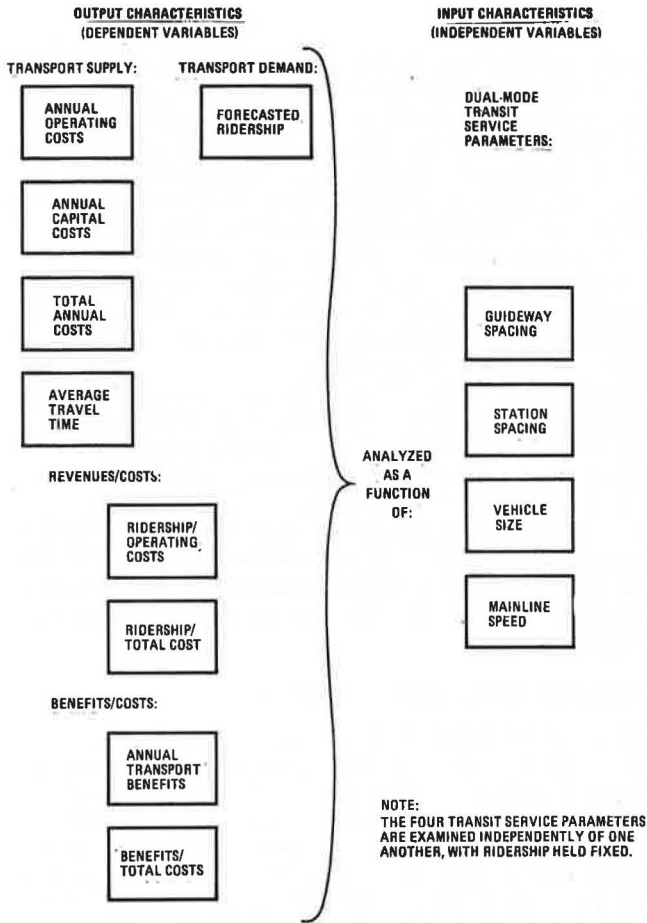 OUTPUT CHARACTERISTICS
(DEPENDENT VARIABLES)
TRANSPORT SUPPLY:
TRANSPORT DEMAND:
ANNUAL
OPERATING
COSTS
FORECASTED
RIDERSHIP
ANNUAL
CAPITAL
COSTS
TOTAL
ANNUAL
COSTS
AVERAGE
TRAVEL
TIME
REVENUES/COSTS:
RIDERSHIP/
OPERATING
COSTS
RIDERSHIP/
TOTAL COST
BENEFITS/COSTS:
ANNUAL
TRANSPORT
BENEFITS
BENEFITS/
TOTAL COSTS
ANALYZED
AS A
FUNCTION
OF:
INPUT CHARACTERISTICS
(INDEPENDENT VARIABLES)
DUAL-MODE
TRANSIT
SERVICE
PARAMETERS:
GUIDEWAY
SPACING
STATION
SPACING
VEHICLE
SIZE
MAINLINE
SPEED
NOTE:
THE FOUR TRANSIT SERVICE PARAMETERS
ARE EXAMINED INDEPENDENTLY OF ONE
ANOTHER, WITH RIDERSHIP HELD FIXED.